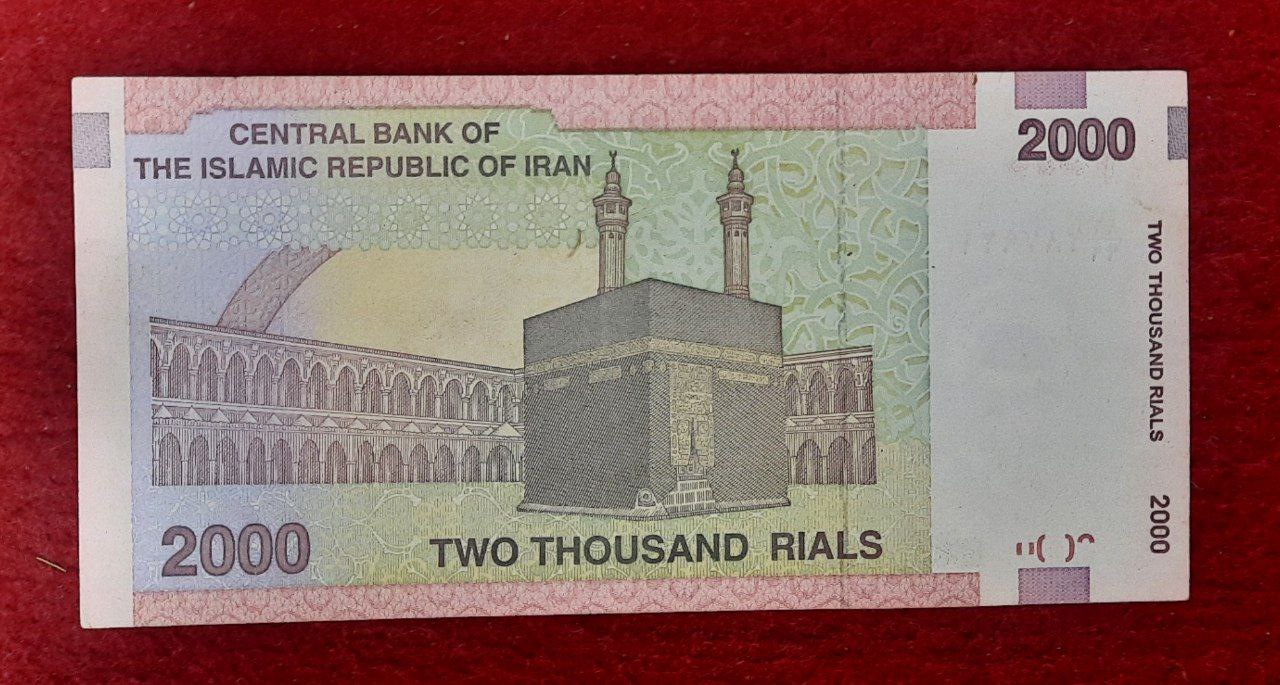 CENTRAL BANK OF
THE ISLAMIC REPUBLIC OF IRAN
2000
TWO THOUSAND RIALS
2000
2000
TWO THOUSAND RIALS